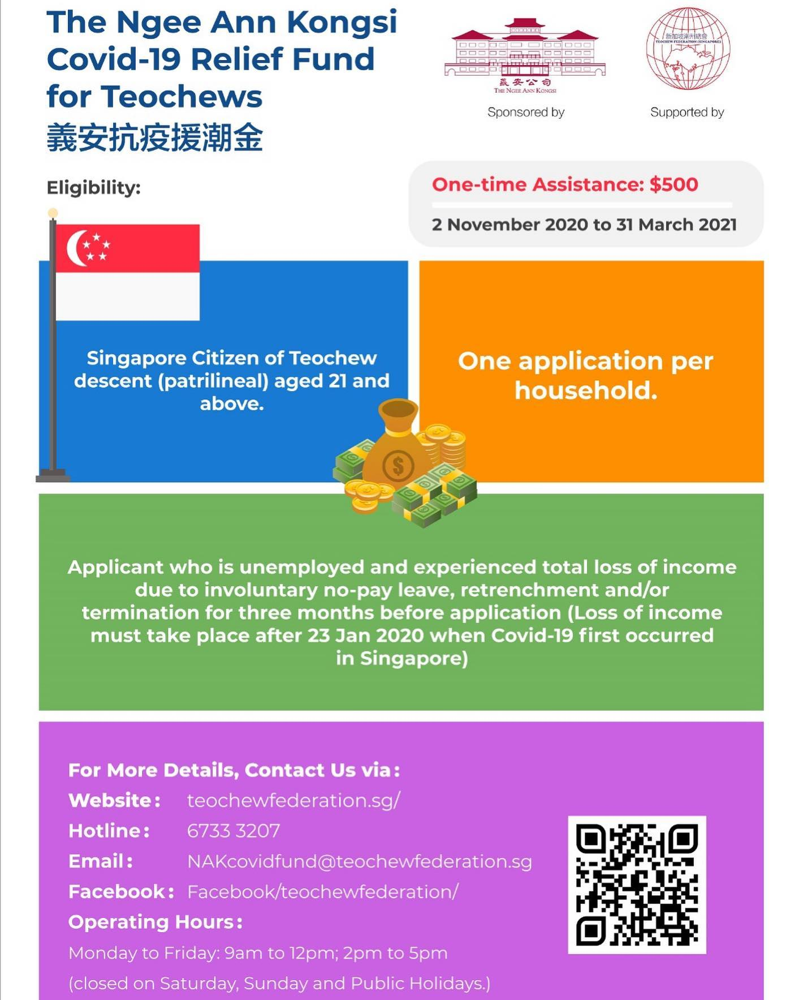 The Ngee Ann Kongsi
Covid-19 Relief Fund
for Teochews
義安抗疫援潮金
義安公司
THE NGEE ANN KONGSI
Sponsored by
新加坡潮州總會
TEOCHEW FEDERATION (SINGAPORE)
Supported by
Eligibility:
One-time Assistance: $500
2 November 2020 to 31 March 2021
Singapore Citizen of Teochew
descent (patrilineal) aged 21 and
above.
One application per
household.
Applicant who is unemployed and experienced total loss of income
due to involuntary no-pay leave, retrenchment and/or
termination for three months before application (Loss of income
must take place after 23 Jan 2020 when Covid-19 first occurred
in Singapore)
For More Details, Contact Us via:
Website: teochewfederation.sg/
Hotline: 6733 3207
Email: NAKcovidfund@teochewfederation.sg
Facebook: Facebook/teochewfederation/
Operating Hours:
Monday to Friday: 9am to 12pm; 2pm to 5pm
(closed on Saturday, Sunday and Public Holidays.)